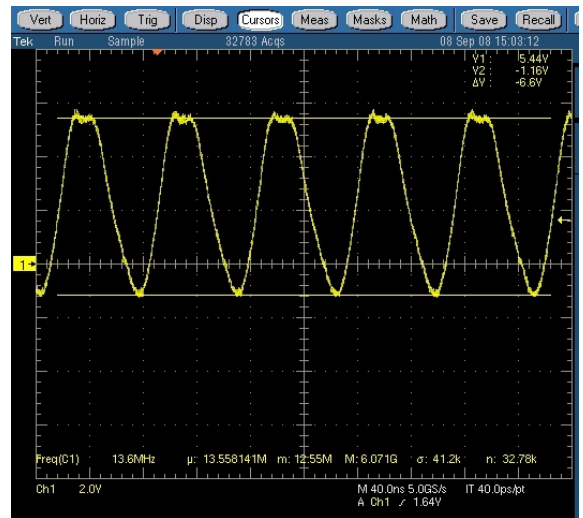 Vert Horiz Trig Disp Cursors Meas Masks Math Save Recall
Tek Run Sample 32783 Acqs 08 Sep 08 15:03:12
V1 : 5.44V
V2 : -1.16V
ΔV : -6.6V
1
Freq(C1) 13.6MHz µ: 13.558141M m: 12.55M M: 6.071G σ: 41.2k n: 32.78k
Ch1 2.0V M 40.0ns 5.0GS/s IT 40.0ps/pt
A Ch1 ∕ 1.64V